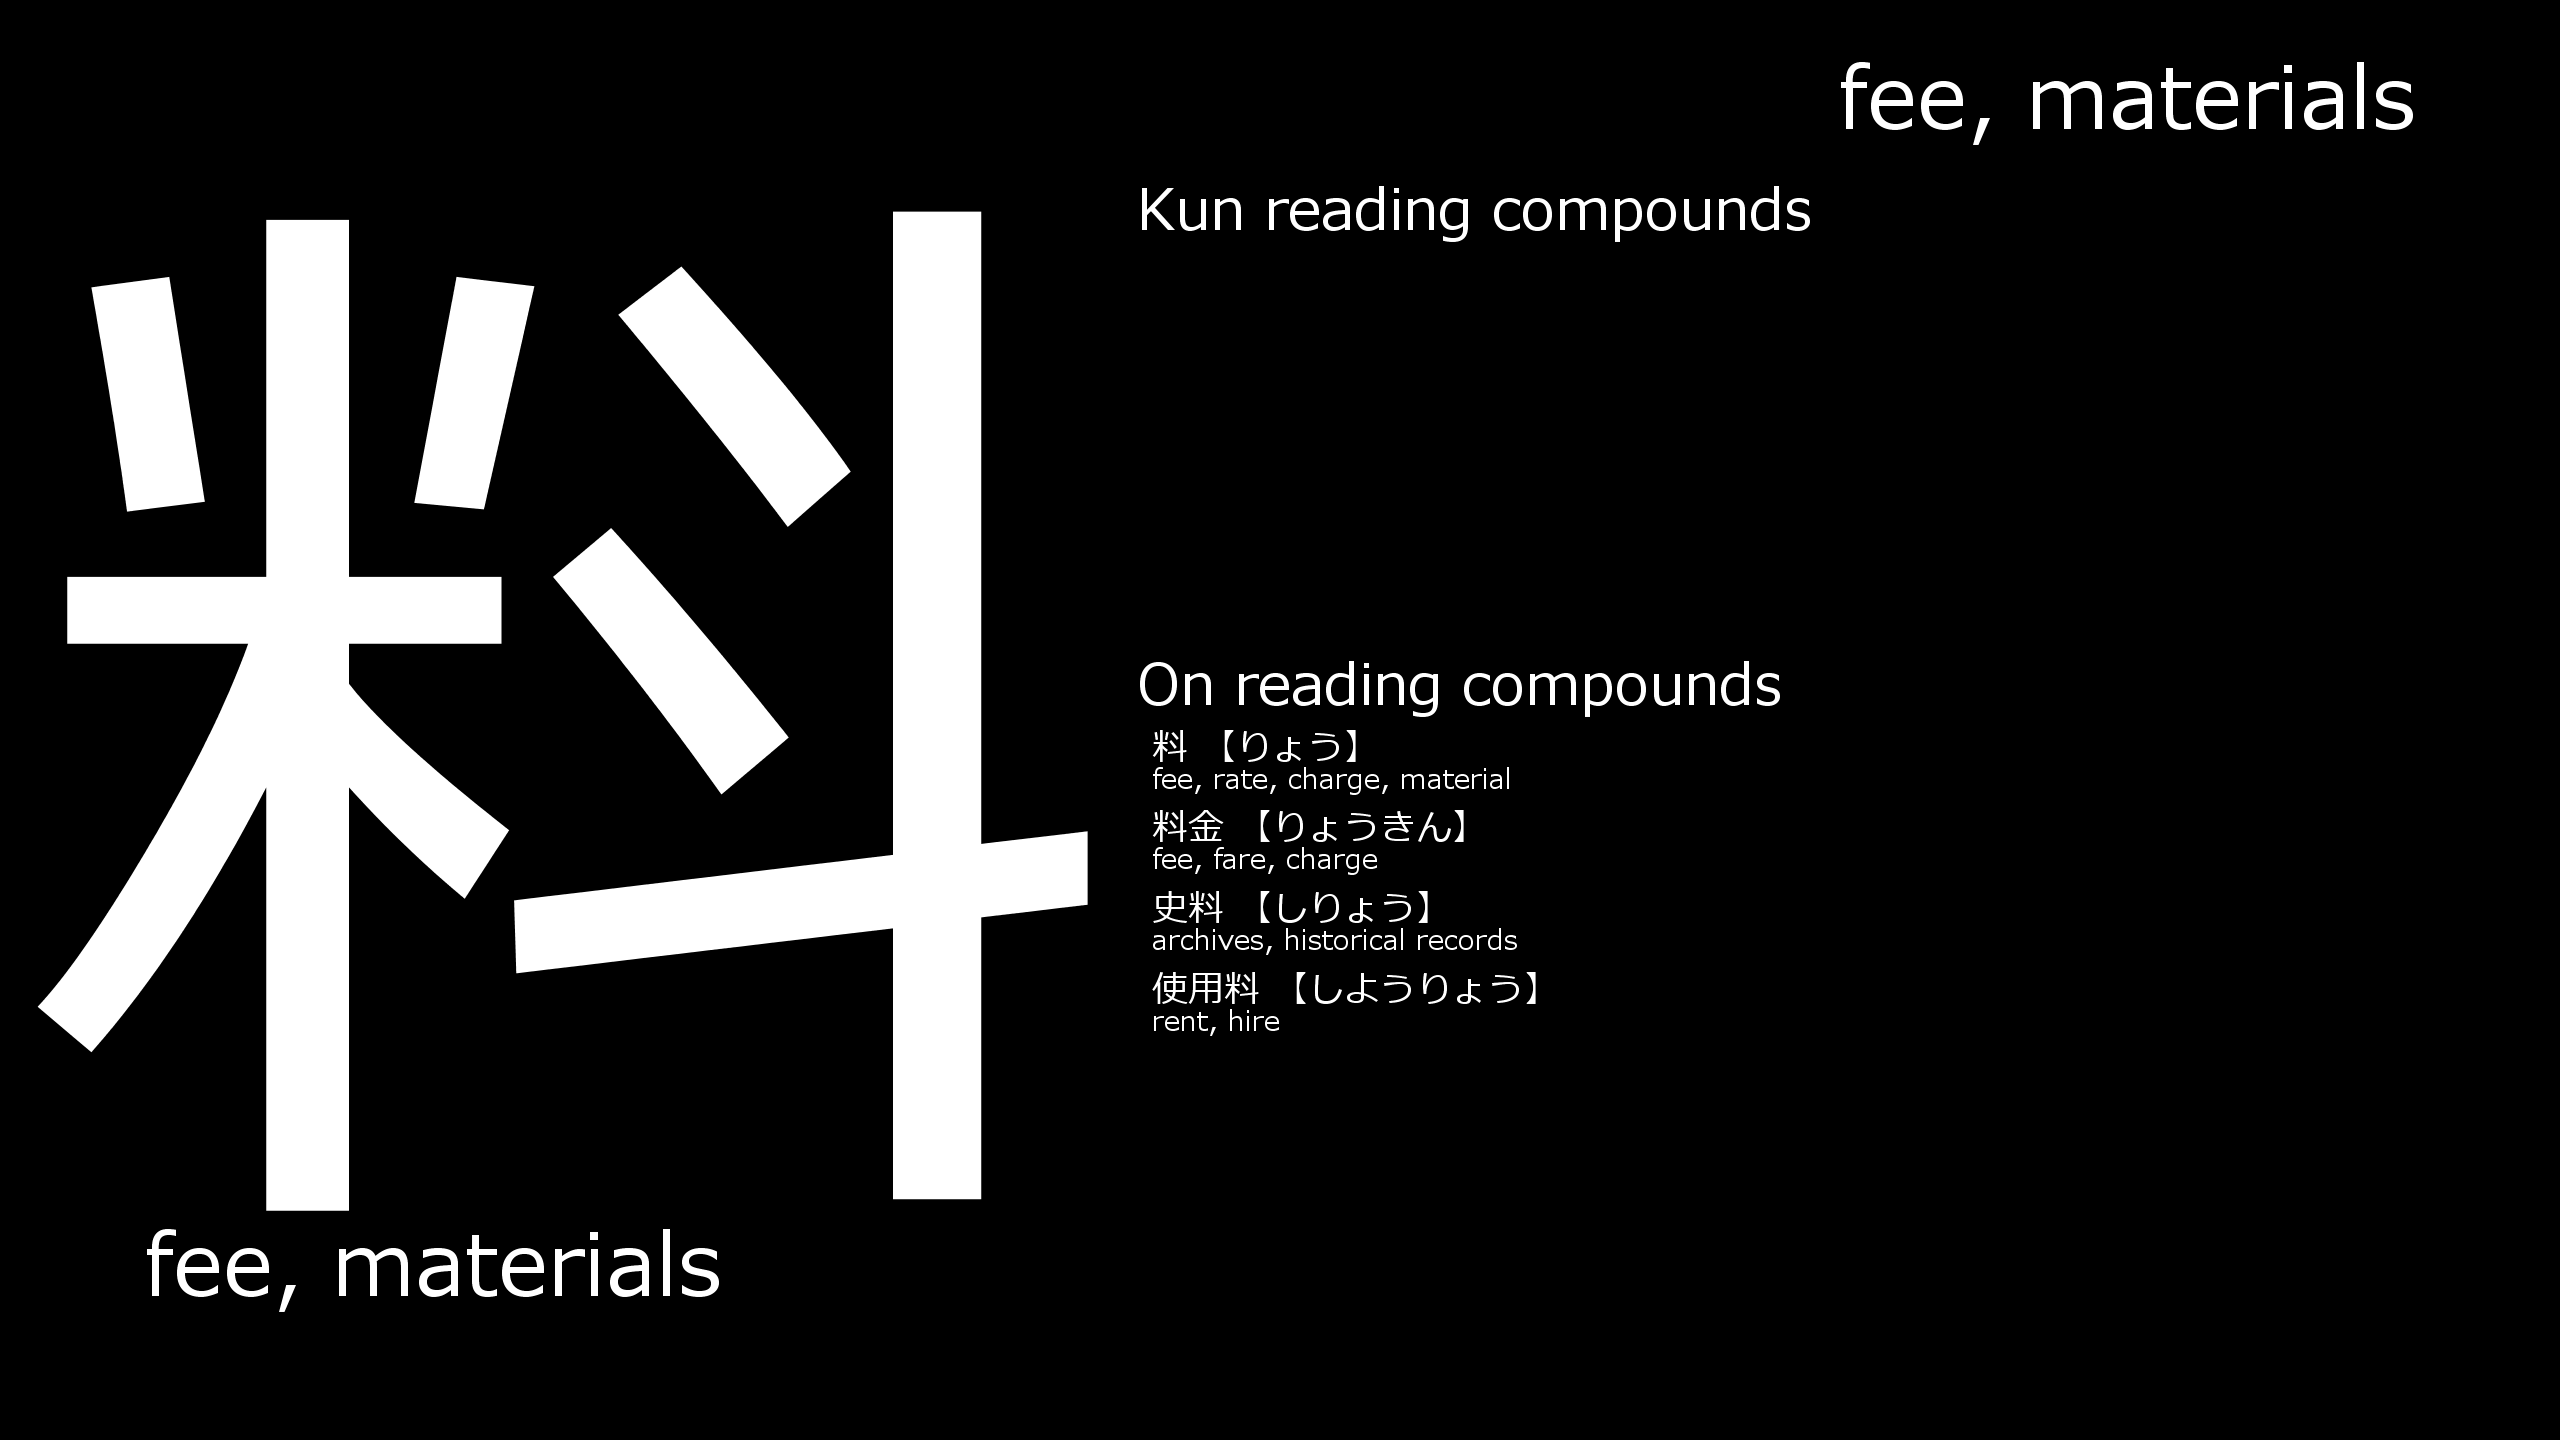 料
fee, materials
fee, materials
Kun reading compounds
On reading compounds
料 【りょう】
fee, rate, charge, material
料金 【りょうきん】
fee, fare, charge
史料 【しりょう】
archives, historical records
使用料 【しようりょう】
rent, hire